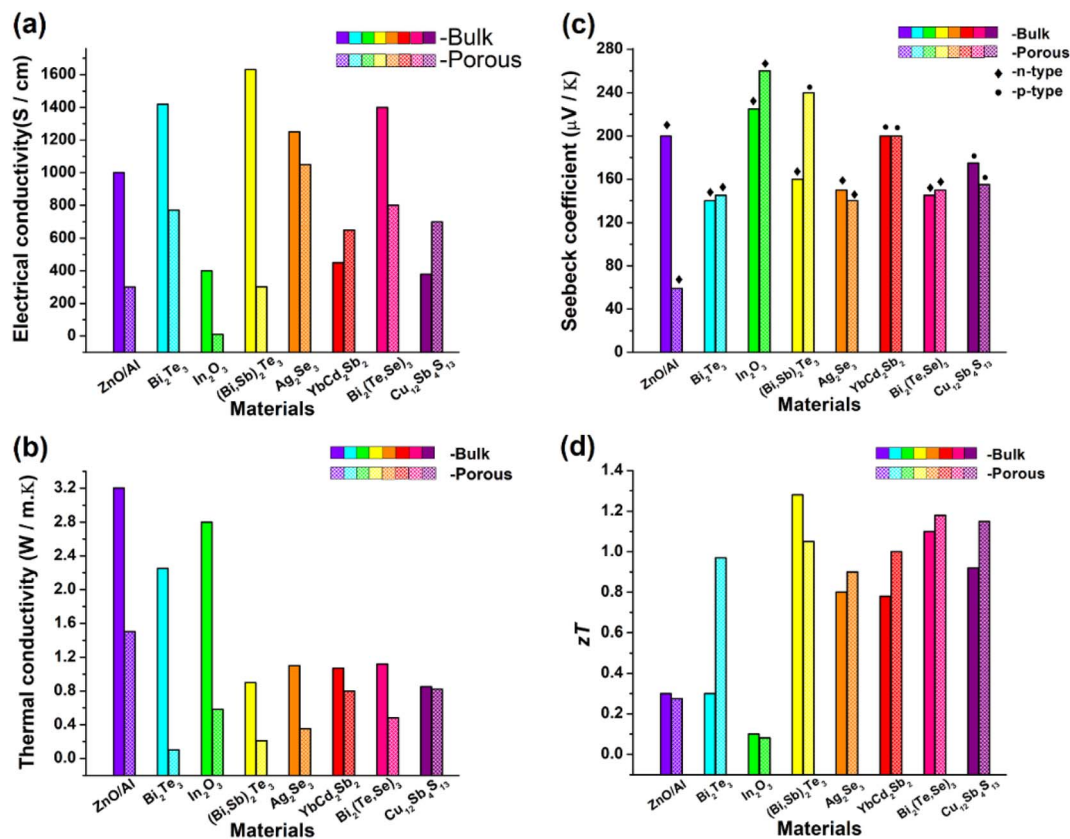 (a)
-Bulk
-Porous
Electrical conductivity(S / cm)
1600
1400
1200
1000
800
600
400
200
0
ZnO/Al
Bi₂Te₃
In₂O₃
(Bi,Sb)₂Te₃
Ag₂Se₃
YbCd₂Sb₂
Bi₂(Te,Se)₃
Cu₁₂Sb₄S₁₃
Materials
(c)
-Bulk
-Porous
♦ -n-type
• -p-type
Seebeck coefficient (μV / K)
280
240
200
160
120
80
40
0
ZnO/Al
Bi₂Te₃
In₂O₃
(Bi,Sb)₂Te₃
Ag₂Se₃
YbCd₂Sb₂
Bi₂(Te,Se)₃
Cu₁₂Sb₄S₁₃
Materials
(b)
-Bulk
-Porous
Thermal conductivity (W / m.K)
3.2
2.8
2.4
2.0
1.6
1.2
0.8
0.4
0.0
ZnO/Al
Bi₂Te₃
In₂O₃
(Bi,Sb)₂Te₃
Ag₂Se₃
YbCd₂Sb₂
Bi₂(Te,Se)₃
Cu₁₂Sb₄S₁₃
Materials
(d)
-Bulk
-Porous
zT
1.4
1.2
1.0
0.8
0.6
0.4
0.2
0.0
ZnO/Al
Bi₂Te₃
In₂O₃
(Bi,Sb)₂Te₃
Ag₂Se₃
YbCd₂Sb₂
Bi₂(Te,Se)₃
Cu₁₂Sb₄S₁₃
Materials